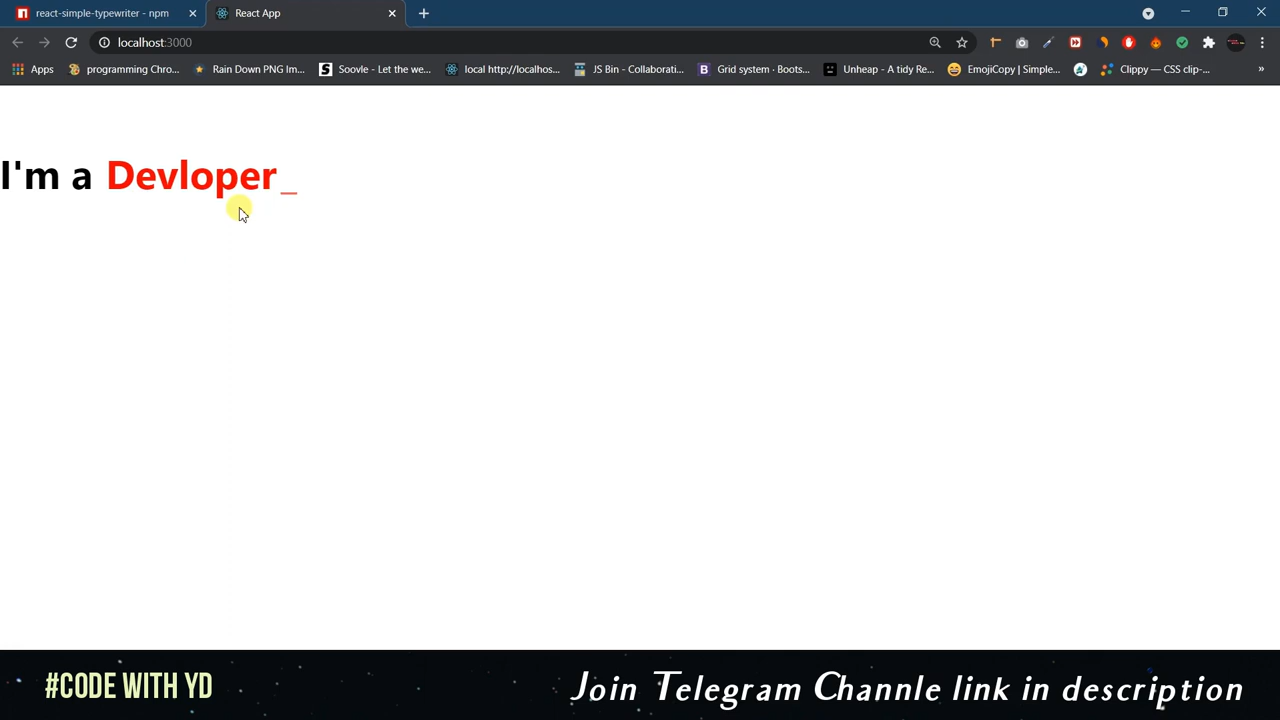 react-simple-typewriter - npm
React App
localhost:3000
Apps
programming Chro...
Rain Down PNG Im...
Soovle - Let the we...
local http://localhos...
JS Bin - Collaborati...
Grid system · Boots...
Unheap - A tidy Re...
EmojiCopy | Simple...
Clippy — CSS clip-...
»
I'm a Devloper_
#CODE WITH YD
Join Telegram Channle link in description